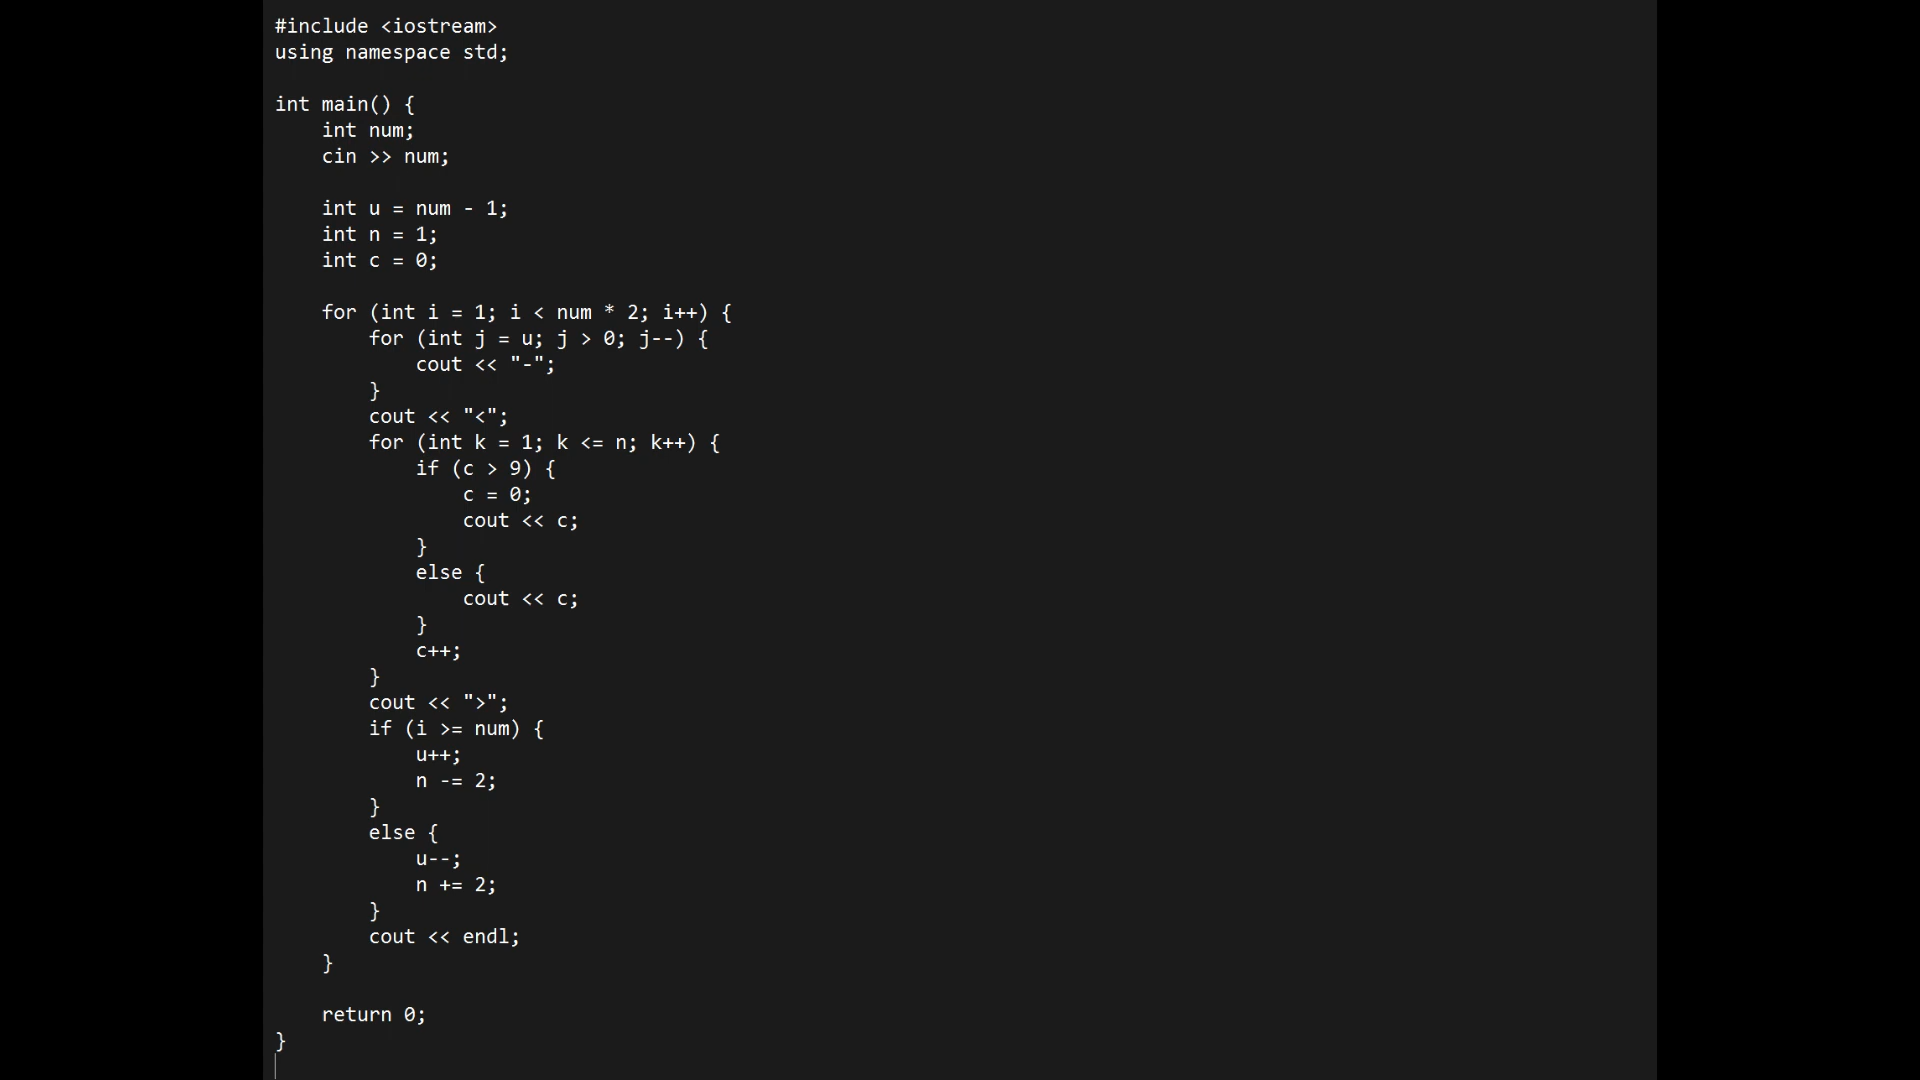 #include <iostream>
using namespace std;

int main() {
    int num;
    cin >> num;

    int u = num - 1;
    int n = 1;
    int c = 0;

    for (int i = 1; i < num * 2; i++) {
        for (int j = u; j > 0; j--) {
            cout << "-";
        }
        cout << "<";
        for (int k = 1; k <= n; k++) {
            if (c > 9) {
                c = 0;
                cout << c;
            }
            else {
                cout << c;
            }
            c++;
        }
        cout << ">";
        if (i >= num) {
            u++;
            n -= 2;
        }
        else {
            u--;
            n += 2;
        }
        cout << endl;
    }

    return 0;
}